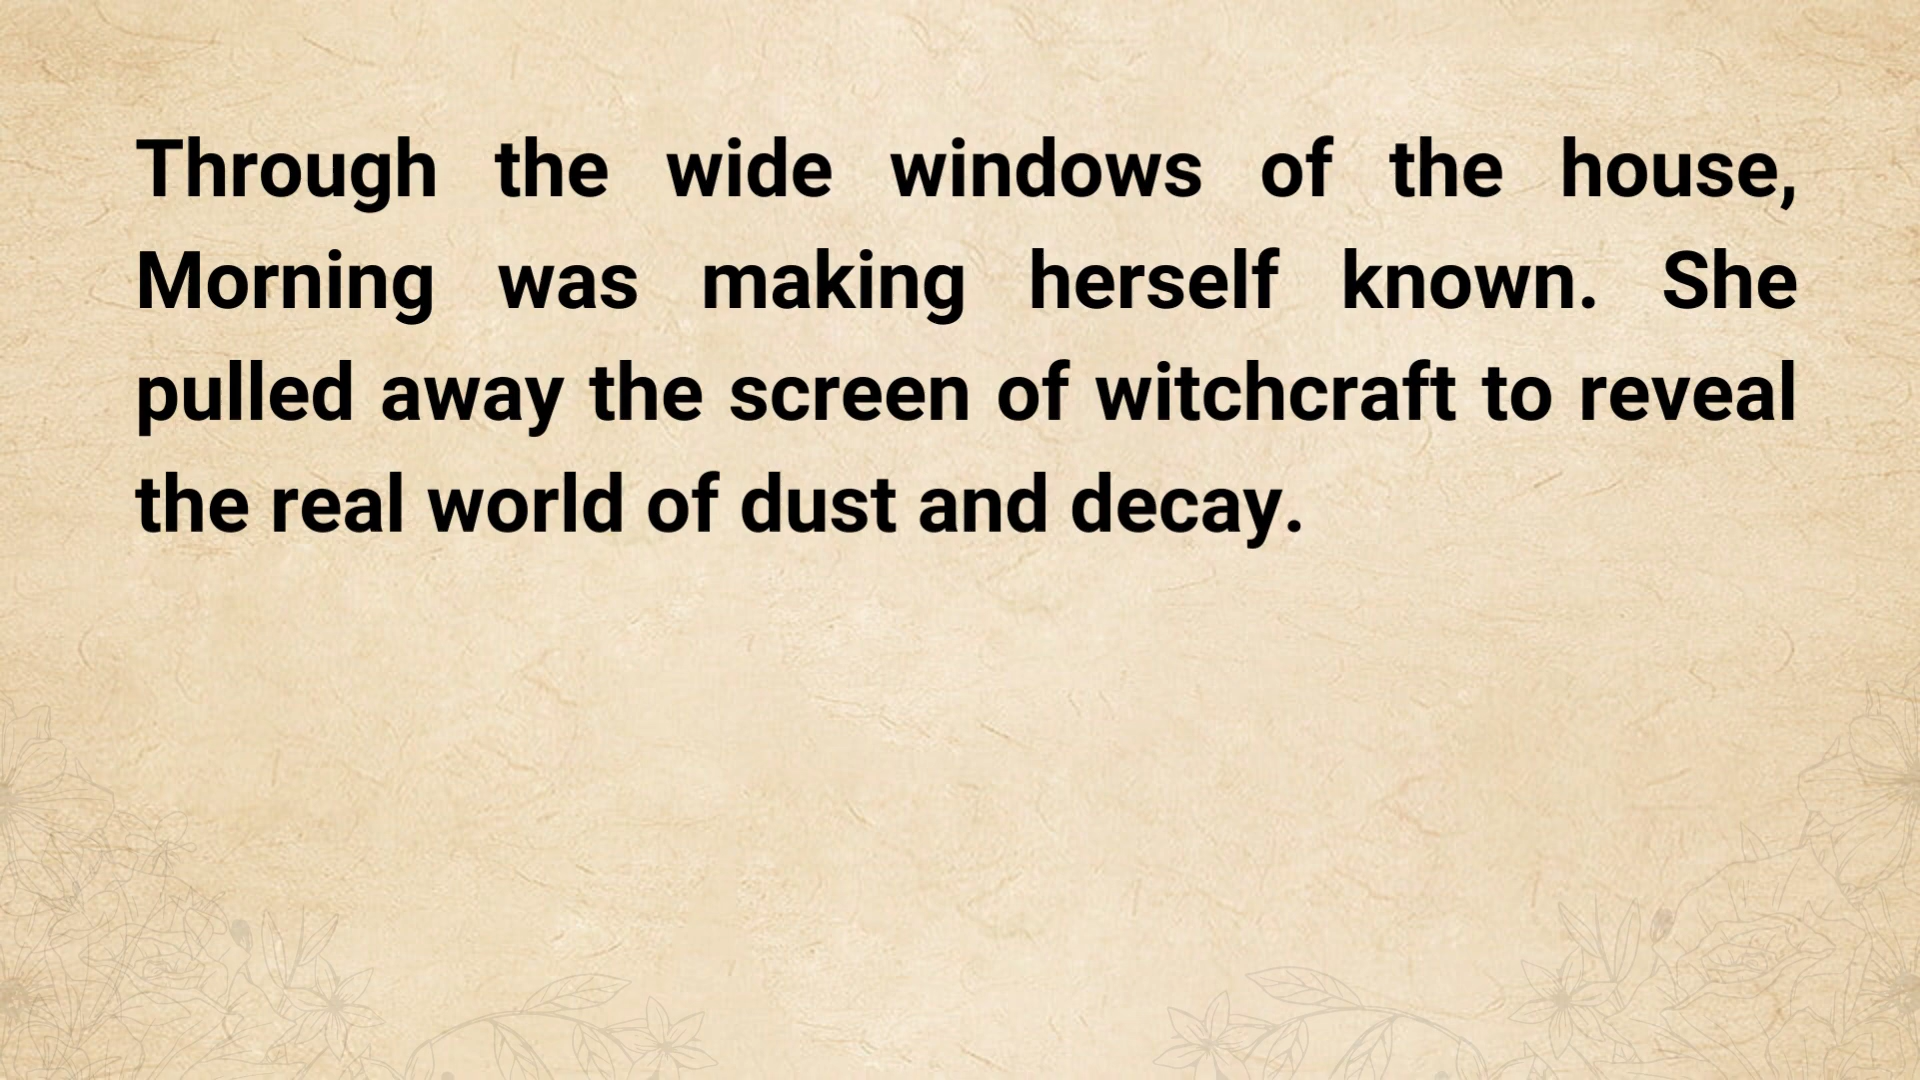 Through the wide windows of the house,
Morning was making herself known. She
pulled away the screen of witchcraft to reveal
the real world of dust and decay.